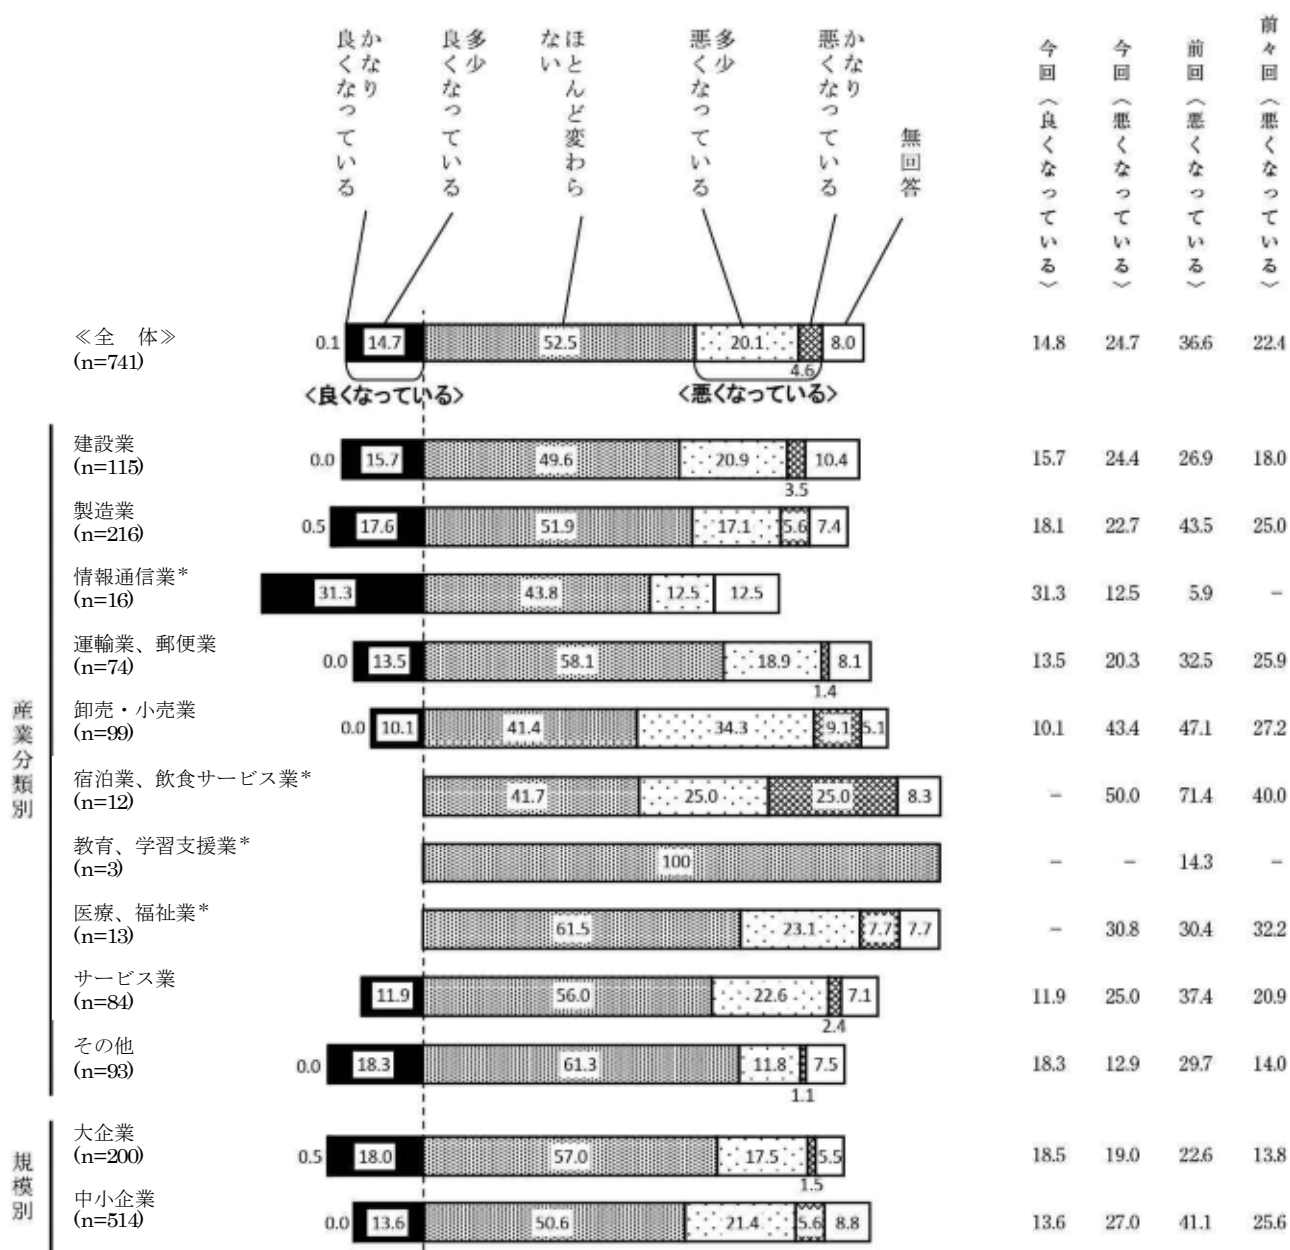 かなり
良くなっている
多少
良くなっている
ほとんど変わら
ない
多少
悪くなっている
かなり
悪くなっている
無回答
今回〈良くなっている〉
今回〈悪くなっている〉
前回〈悪くなっている〉
前々回〈悪くなっている〉
≪全 体≫
(n=741)
0.1 14.7 52.5 20.1 4.6 8.0 14.8 24.7 36.6 22.4
<良くなっている> <悪くなっている>
産業分類別
建設業
(n=115)
0.0 15.7 49.6 20.9 3.5 10.4 15.7 24.4 26.9 18.0
製造業
(n=216)
0.5 17.6 51.9 17.1 5.6 7.4 18.1 22.7 43.5 25.0
情報通信業*
(n=16)
31.3 43.8 12.5 12.5 31.3 12.5 5.9 −
運輸業、郵便業
(n=74)
0.0 13.5 58.1 18.9 1.4 8.1 13.5 20.3 32.5 25.9
卸売・小売業
(n=99)
0.0 10.1 41.4 34.3 9.1 5.1 10.1 43.4 47.1 27.2
宿泊業、飲食サービス業*
(n=12)
41.7 25.0 25.0 8.3 − 50.0 71.4 40.0
教育、学習支援業*
(n=3)
100 − − 14.3 −
医療、福祉業*
(n=13)
61.5 23.1 7.7 7.7 − 30.8 30.4 32.2
サービス業
(n=84)
11.9 56.0 22.6 2.4 7.1 11.9 25.0 37.4 20.9
その他
(n=93)
0.0 18.3 61.3 11.8 1.1 7.5 18.3 12.9 29.7 14.0
規模別
大企業
(n=200)
0.5 18.0 57.0 17.5 1.5 5.5 18.5 19.0 22.6 13.8
中小企業
(n=514)
0.0 13.6 50.6 21.4 5.6 8.8 13.6 27.0 41.1 25.6